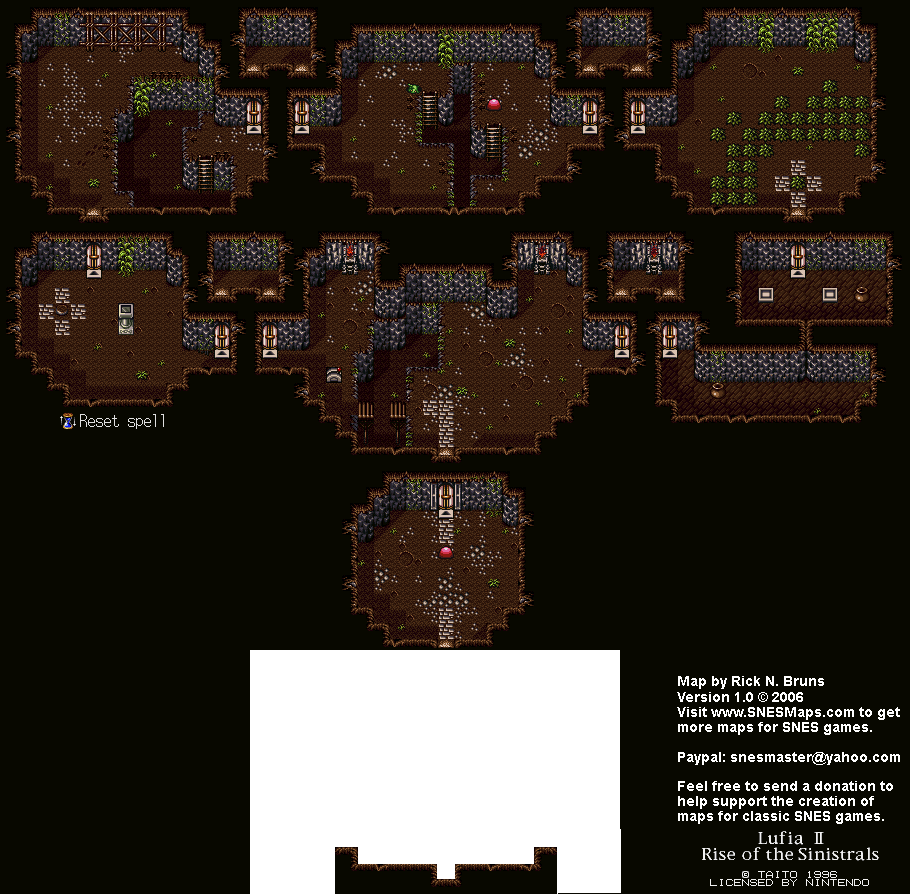 Reset spell
Map by Rick N. Bruns
Version 1.0 © 2006
Visit www.SNESMaps.com to get
more maps for SNES games.
Paypal: snesmaster@yahoo.com
Feel free to send a donation to
help support the creation of
maps for classic SNES games.
Lufia II
Rise of the Sinistrals
© TAITO 1996
LICENSED BY NINTENDO